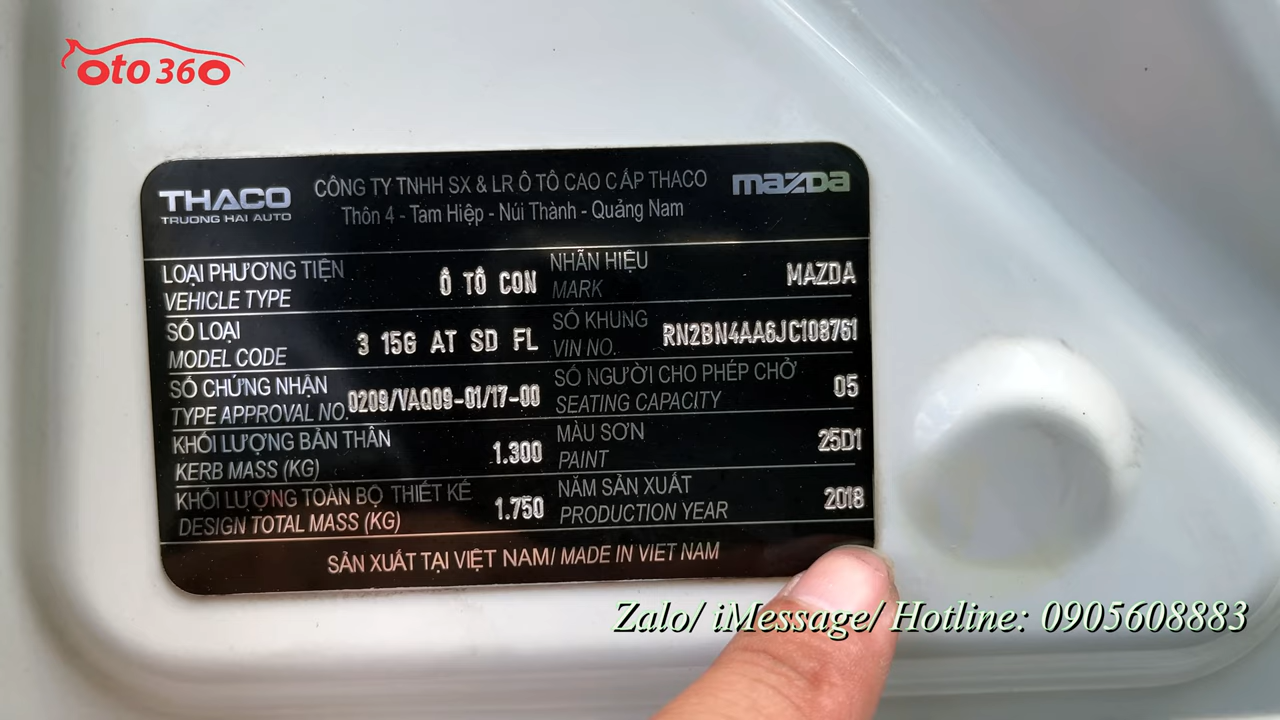 oto360
THACO
TRUONG HAI AUTO
CÔNG TY TNHH SX & LR Ô TÔ CAO CẤP THACO
Thôn 4 - Tam Hiệp - Núi Thành - Quảng Nam
mazda
LOẠI PHƯƠNG TIỆN
VEHICLE TYPE
Ô TÔ CON
NHÃN HIỆU
MARK
MAZDA
SỐ LOẠI
MODEL CODE
3 15G AT SD FL
SỐ KHUNG
VIN NO.
RN2BN4AA6JC108761
SỐ CHỨNG NHẬN
TYPE APPROVAL NO.
0209/VAQ09-01/17-00
SỐ NGƯỜI CHO PHÉP CHỞ
SEATING CAPACITY
05
KHỐI LƯỢNG BẢN THÂN
KERB MASS (KG)
1.300
MÀU SƠN
PAINT
25D1
KHỐI LƯỢNG TOÀN BỘ THIẾT KẾ
DESIGN TOTAL MASS (KG)
1.750
NĂM SẢN XUẤT
PRODUCTION YEAR
2018
SẢN XUẤT TẠI VIỆT NAM/ MADE IN VIET NAM
Zalo/ iMessage/ Hotline: 0905608883